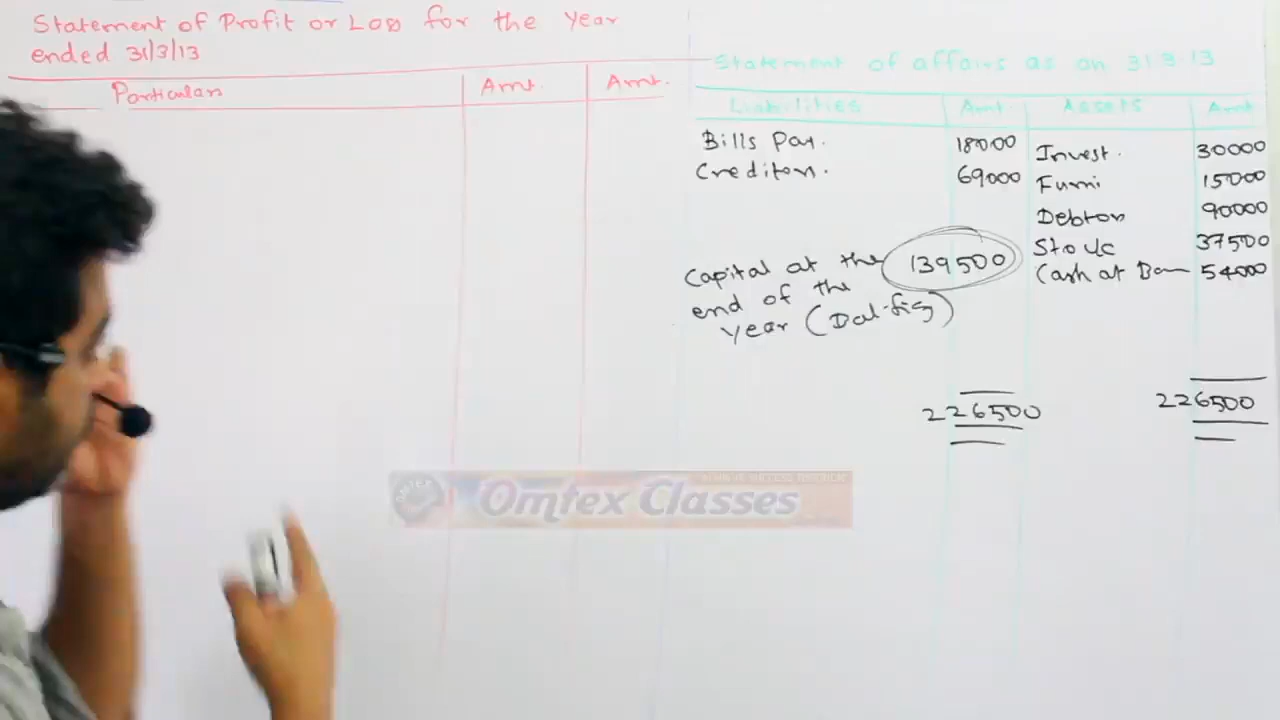 Statement of Profit or Loss for the Year
ended 31/3/13
Particulars Amt. Amt.
Statement of affairs as on 31.3.13
Liabilities Amt. Assets Amt.
Bills Pay. 18000 Invest. 30000
Creditors. 69000 Furni 15000
Debtors 90000
Capital at the 139500 Stock 37500
end of the Cash at Ban 54000
Year (Bal-fig)
226500 226500
Omtex Classes